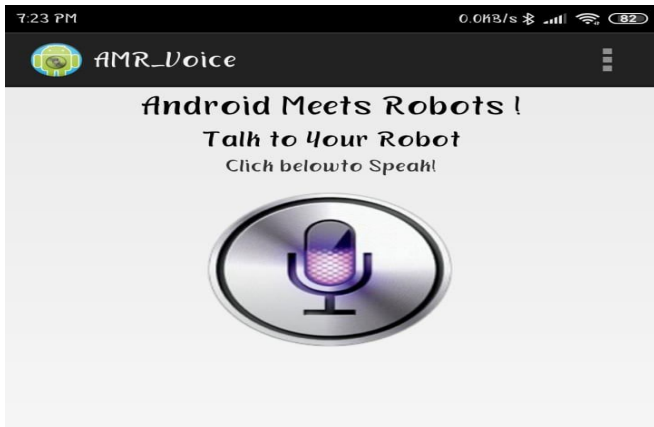 7:23 PM 0.0KB/s 82
AMR_Voice
Android Meets Robots !
Talk to Your Robot
Click belowto Speak!